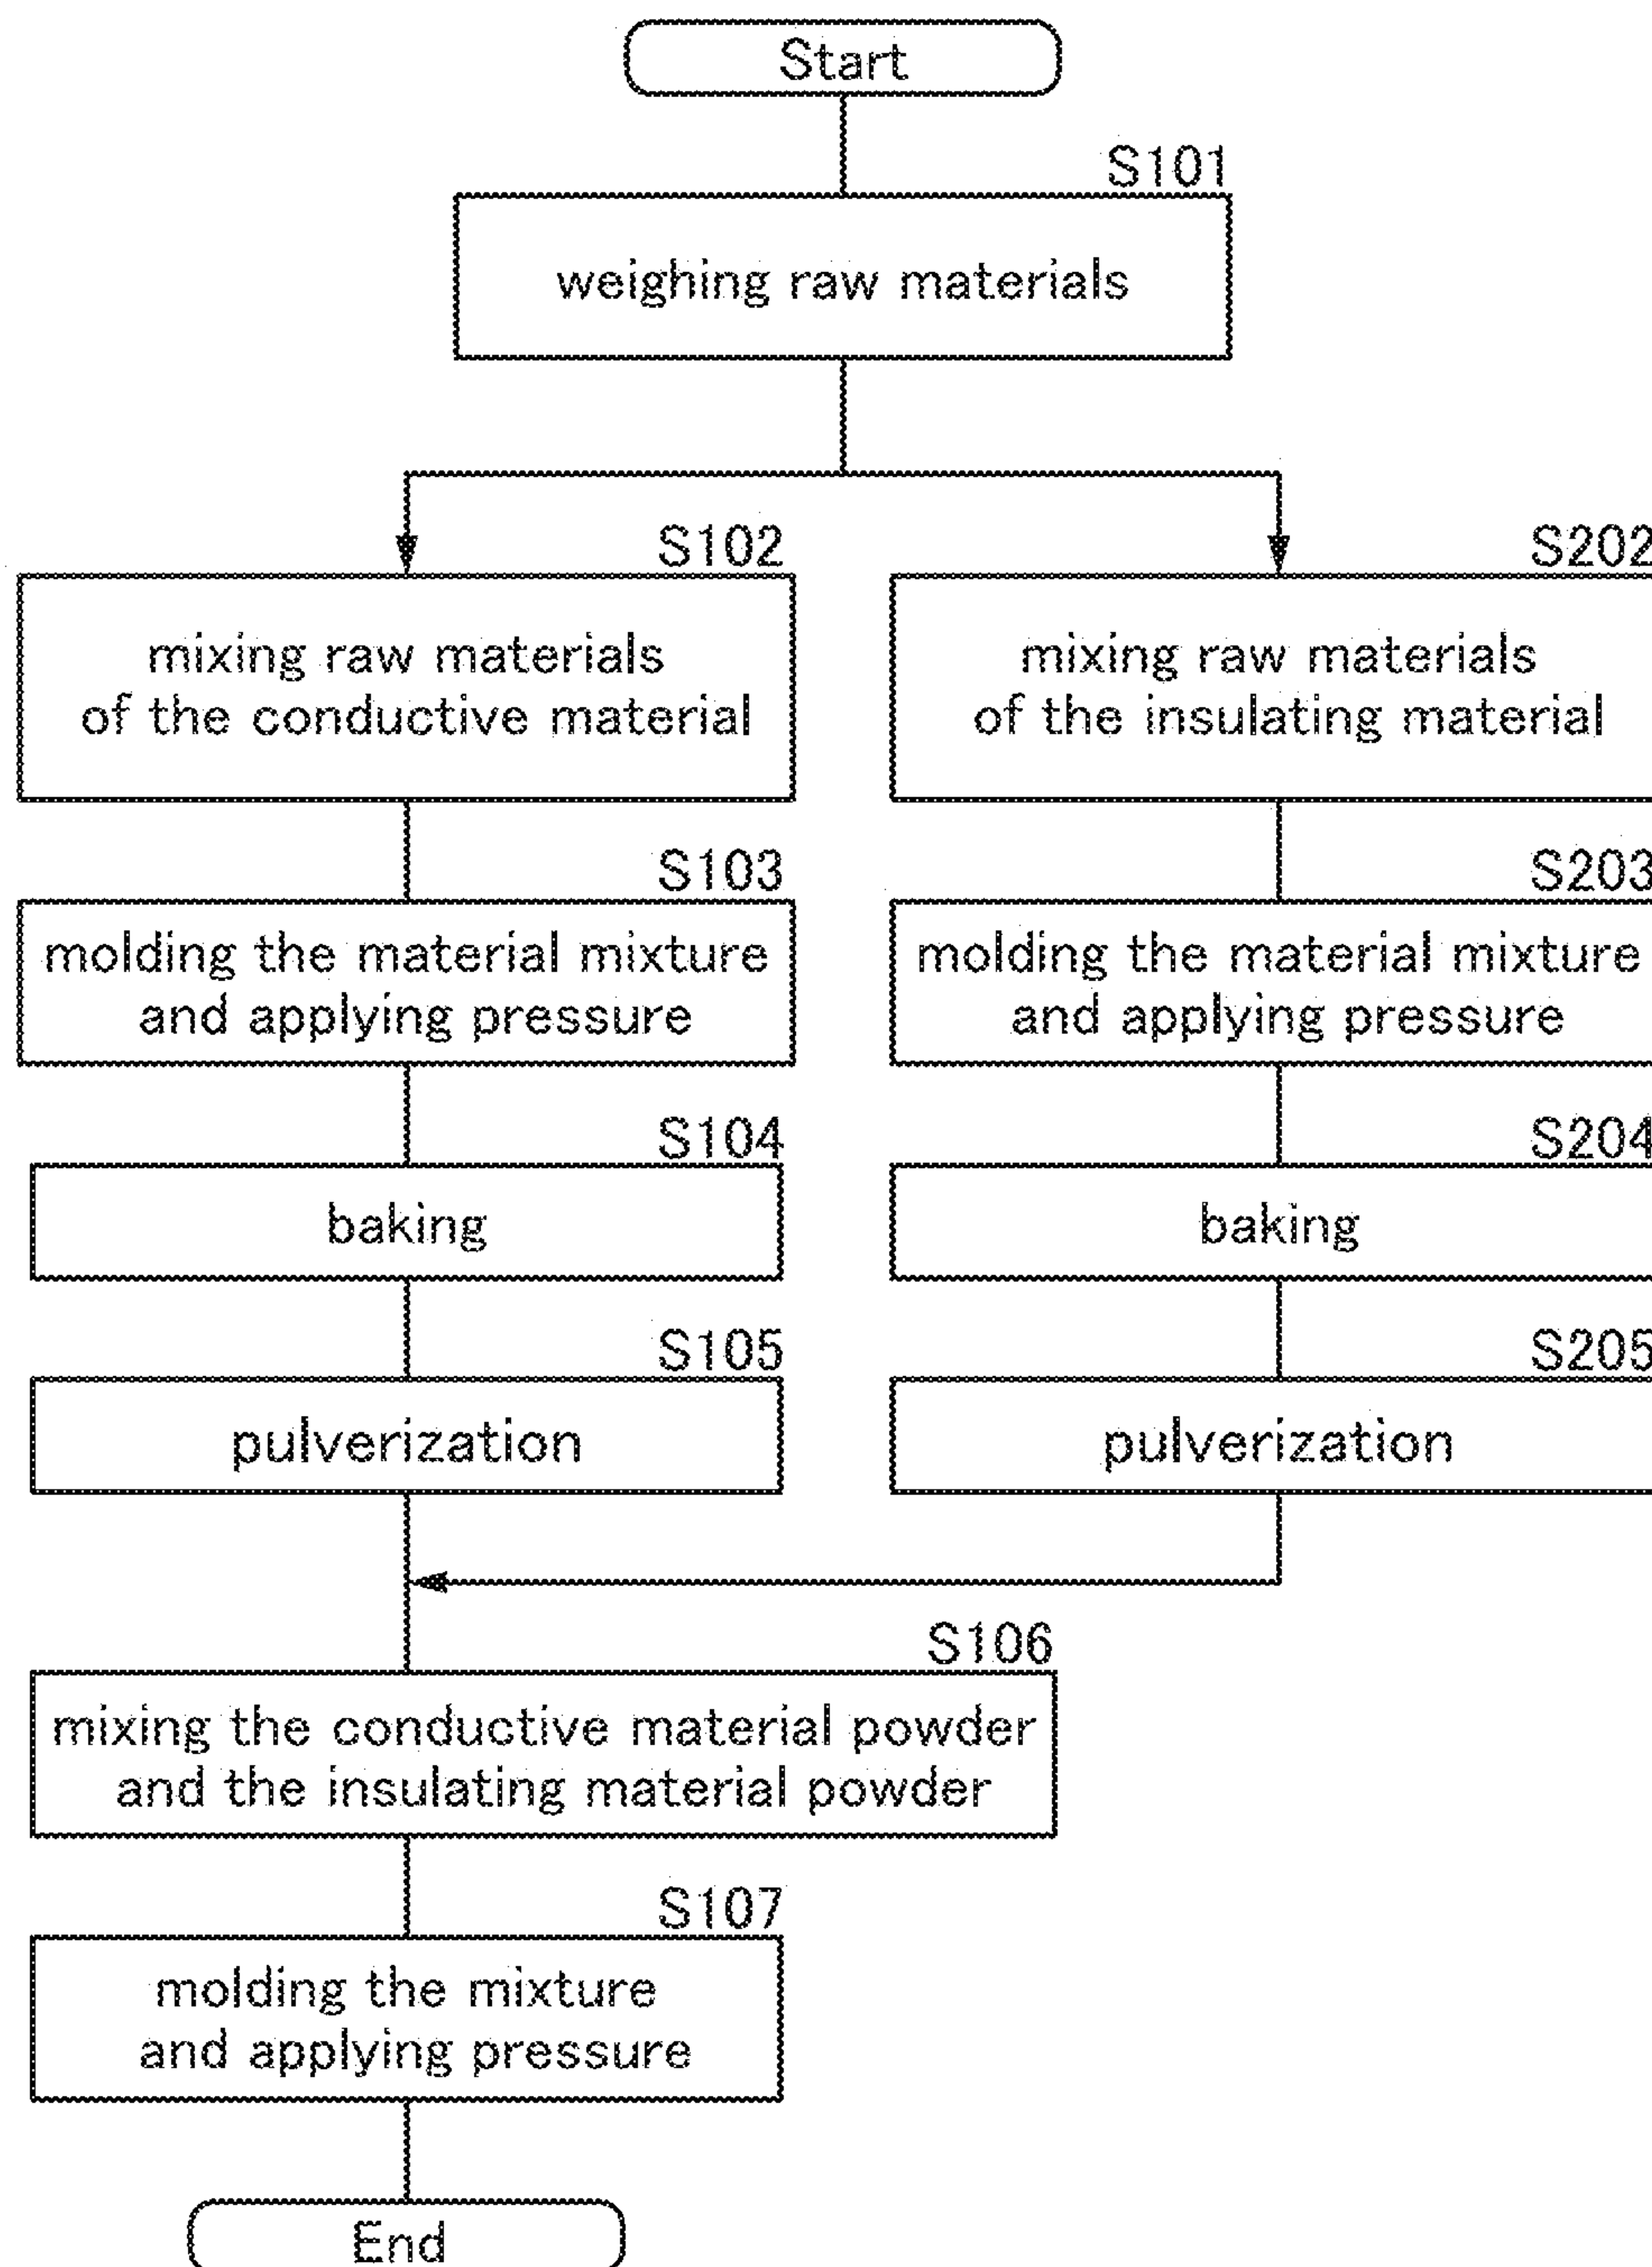 Start
S101
weighing raw materials
S102
mixing raw materials
of the conductive material
S202
mixing raw materials
of the insulating material
S103
molding the material mixture
and applying pressure
S203
molding the material mixture
and applying pressure
S104
baking
S204
baking
S105
pulverization
S205
pulverization
S106
mixing the conductive material powder
and the insulating material powder
S107
molding the mixture
and applying pressure
End